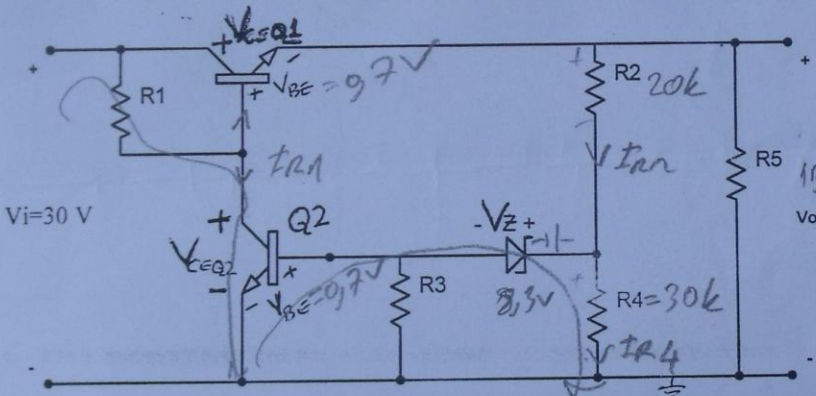 +
VCEQ1
-
+
R1
+
VBE=0,7V
+
R2 20k
+
IR1
IR2
R5
Vi=30 V
+
Q2
-Vz+
Vo
VCEQ2
+
-
- VBE=0,7V
R3
8,3v
+
R4=30k
IR4
-
-